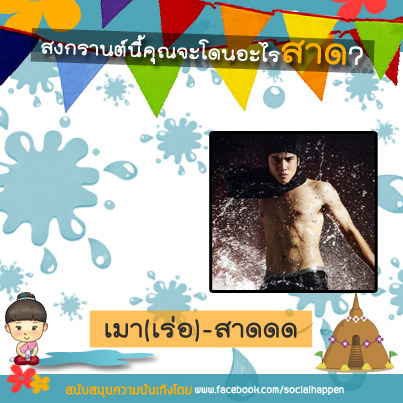 สงกรานต์นี้คุณจะโดนอะไรสาด?
เมา(เร่อ)-สาดดด
สนับสนุนความบันเทิงโดย www.facebook.com/socialhappen